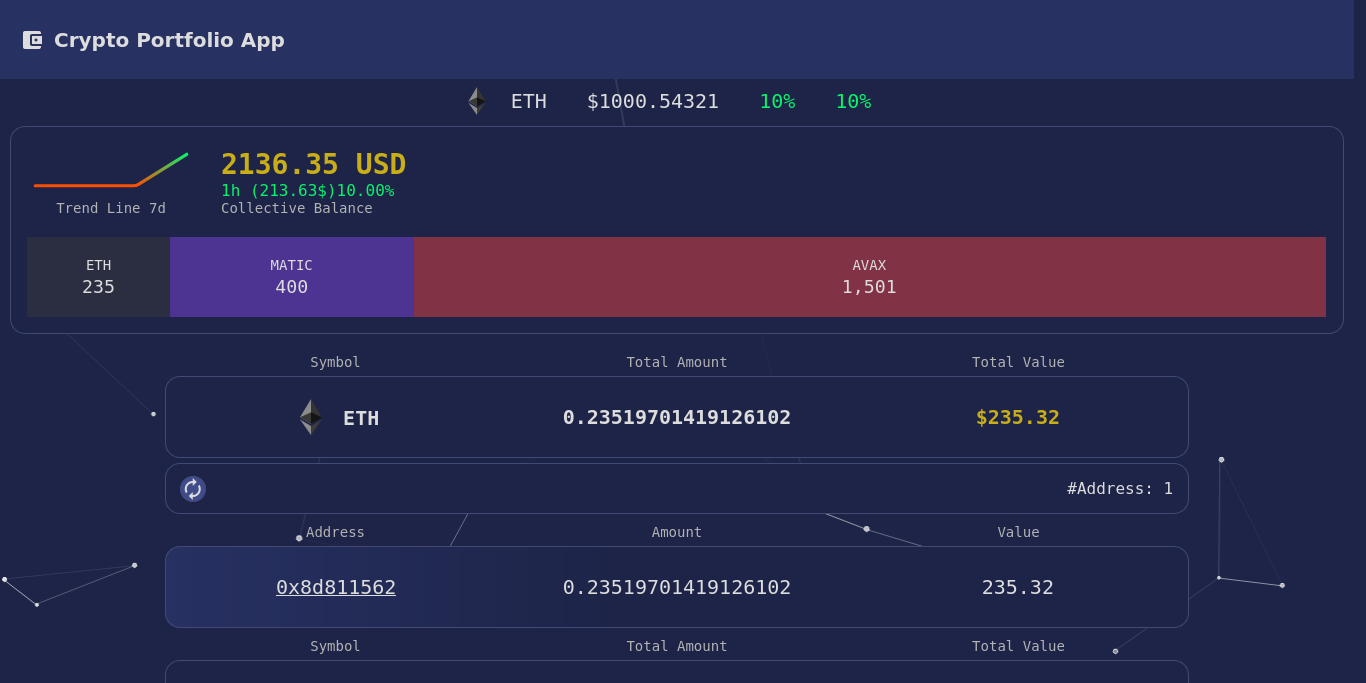 Crypto Portfolio App
ETH $1000.54321 10% 10%
2136.35 USD
1h (213.63$)10.00%
Trend Line 7d Collective Balance
ETH MATIC AVAX
235 400 1,501
Symbol Total Amount Total Value
ETH 0.23519701419126102 $235.32
#Address: 1
Address Amount Value
0x8d811562 0.23519701419126102 235.32
Symbol Total Amount Total Value